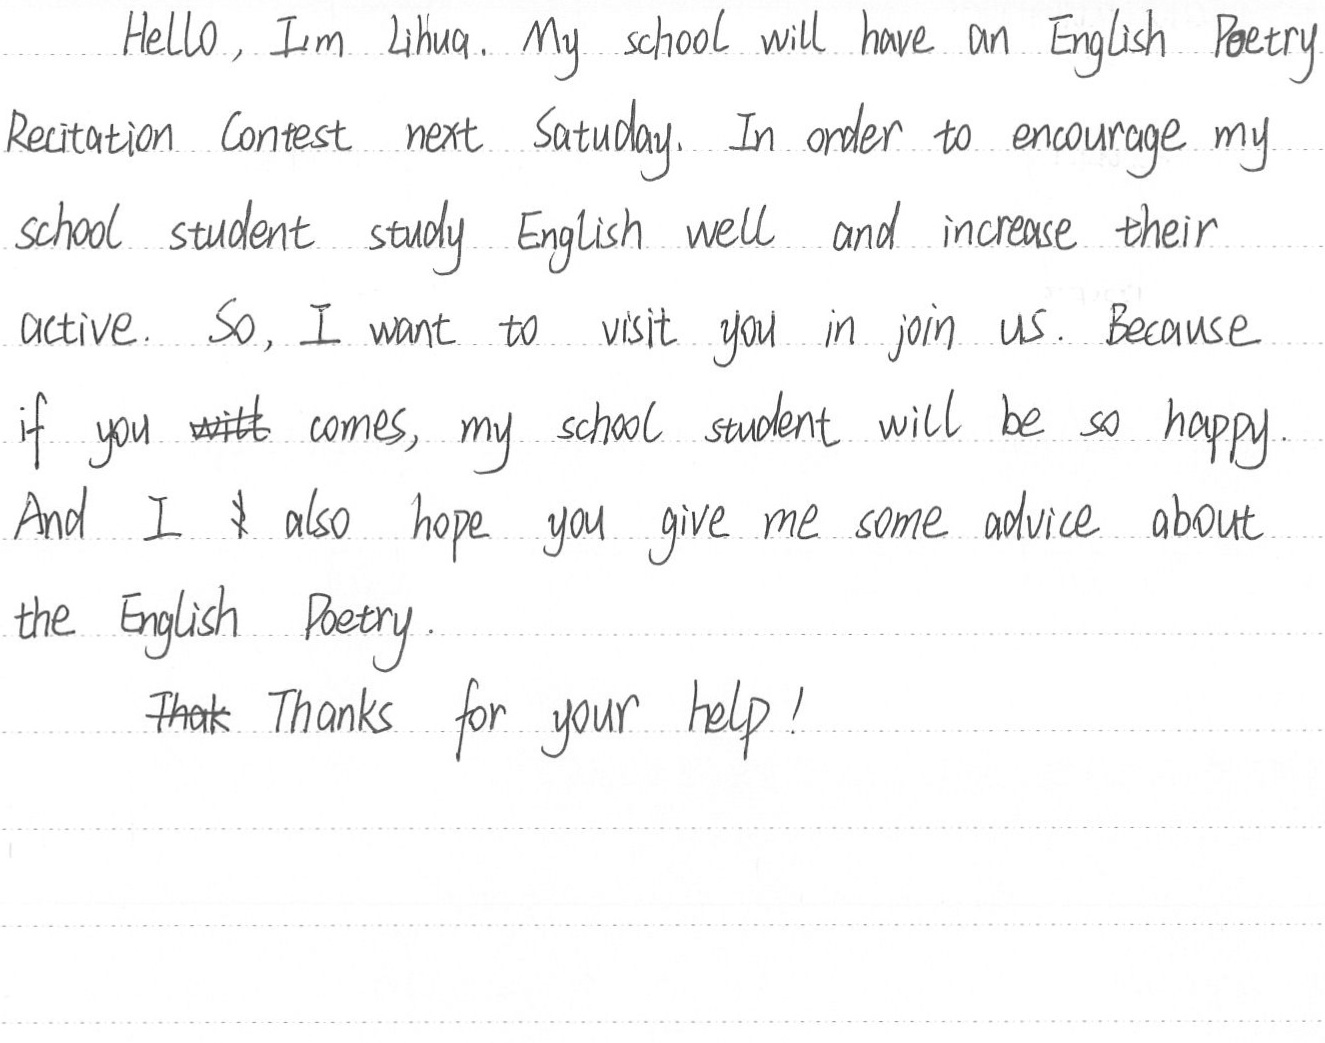 Hello, I'm Lihua. My school will have an English Poetry
Recitation Contest next Satuday. In order to encourage my
school student study English well and increase their
active. So, I want to visit you in join us. Because
if you will comes, my school student will be so happy.
And I also hope you give me some advice about
the English Poetry.
Thak Thanks for your help!